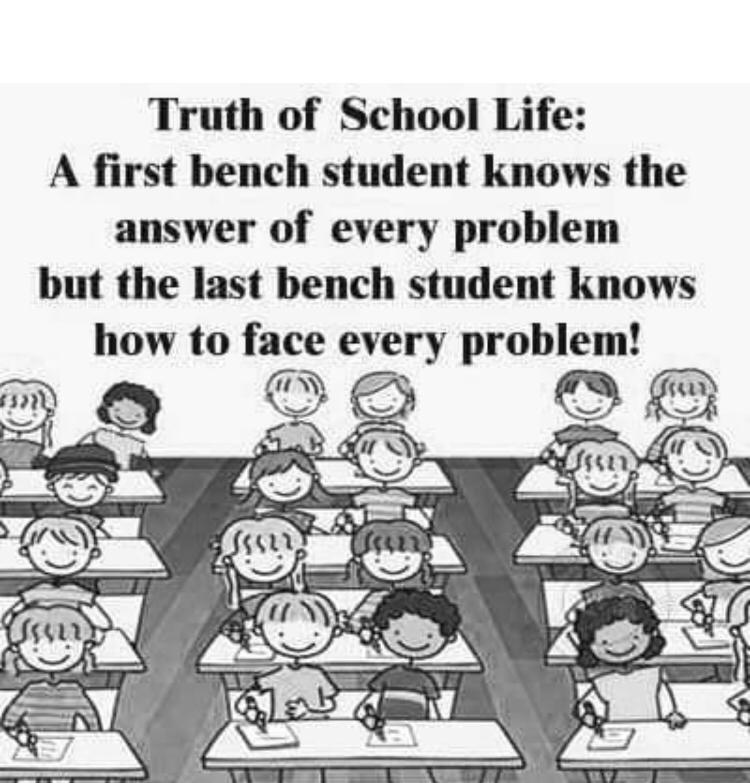 Truth of School Life:
A first bench student knows the
answer of every problem
but the last bench student knows
how to face every problem!